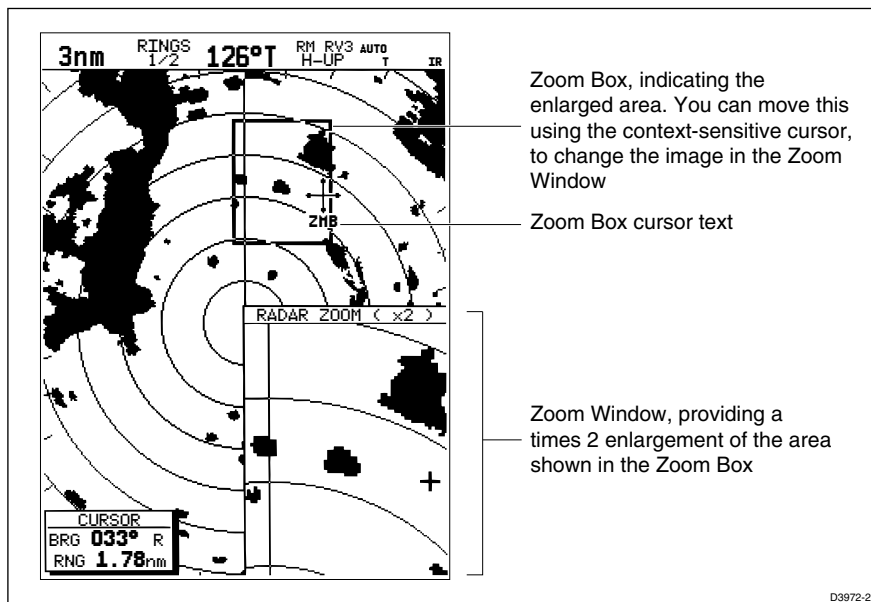 3nm RINGS 1/2 126°T RM RV3 H-UP AUTO T IR
Zoom Box, indicating the
enlarged area. You can move this
using the context-sensitive cursor,
to change the image in the Zoom
Window
ZMB
Zoom Box cursor text
RADAR ZOOM ( x2 )
Zoom Window, providing a
times 2 enlargement of the area
shown in the Zoom Box
CURSOR
BRG 033° R
RNG 1.78nm
D3972-2